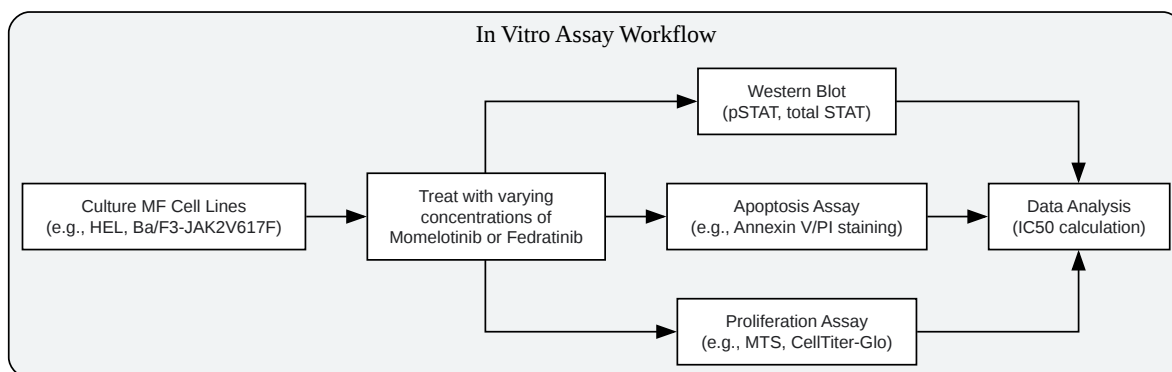 In Vitro Assay Workflow
Western Blot
(pSTAT, total STAT)
Culture MF Cell Lines
(e.g., HEL, Ba/F3-JAK2V617F)
Treat with varying
concentrations of
Momelotinib or Fedratinib
Apoptosis Assay
(e.g., Annexin V/PI staining)
Data Analysis
(IC50 calculation)
Proliferation Assay
(e.g., MTS, CellTiter-Glo)